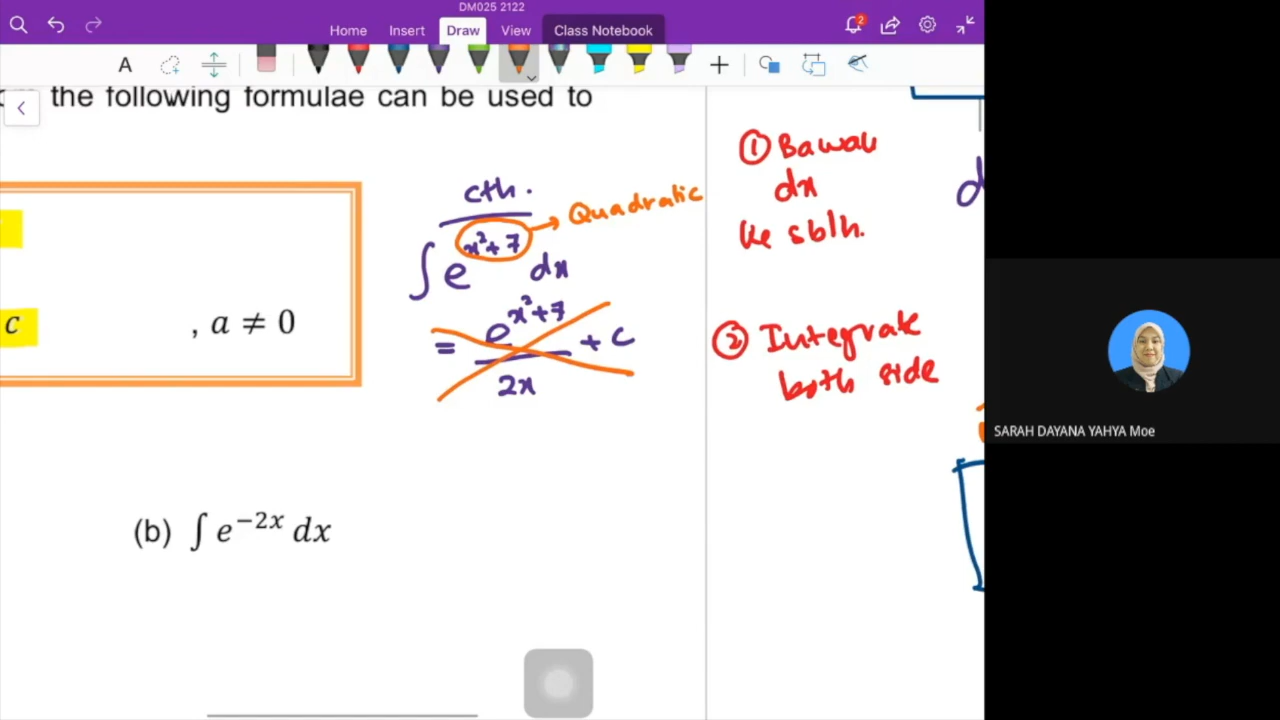 DM025 2122
Home Insert Draw View Class Notebook
2
A
the following formulae can be used to
cth.
Quadratic
∫ e^{x²+7} dx
= e^{x²+7} / 2x + c
c , a ≠ 0
(b) ∫ e^{−2x} dx
① Bawak
dx
ke sblh.
② Integrate
both side
d
SARAH DAYANA YAHYA Moe